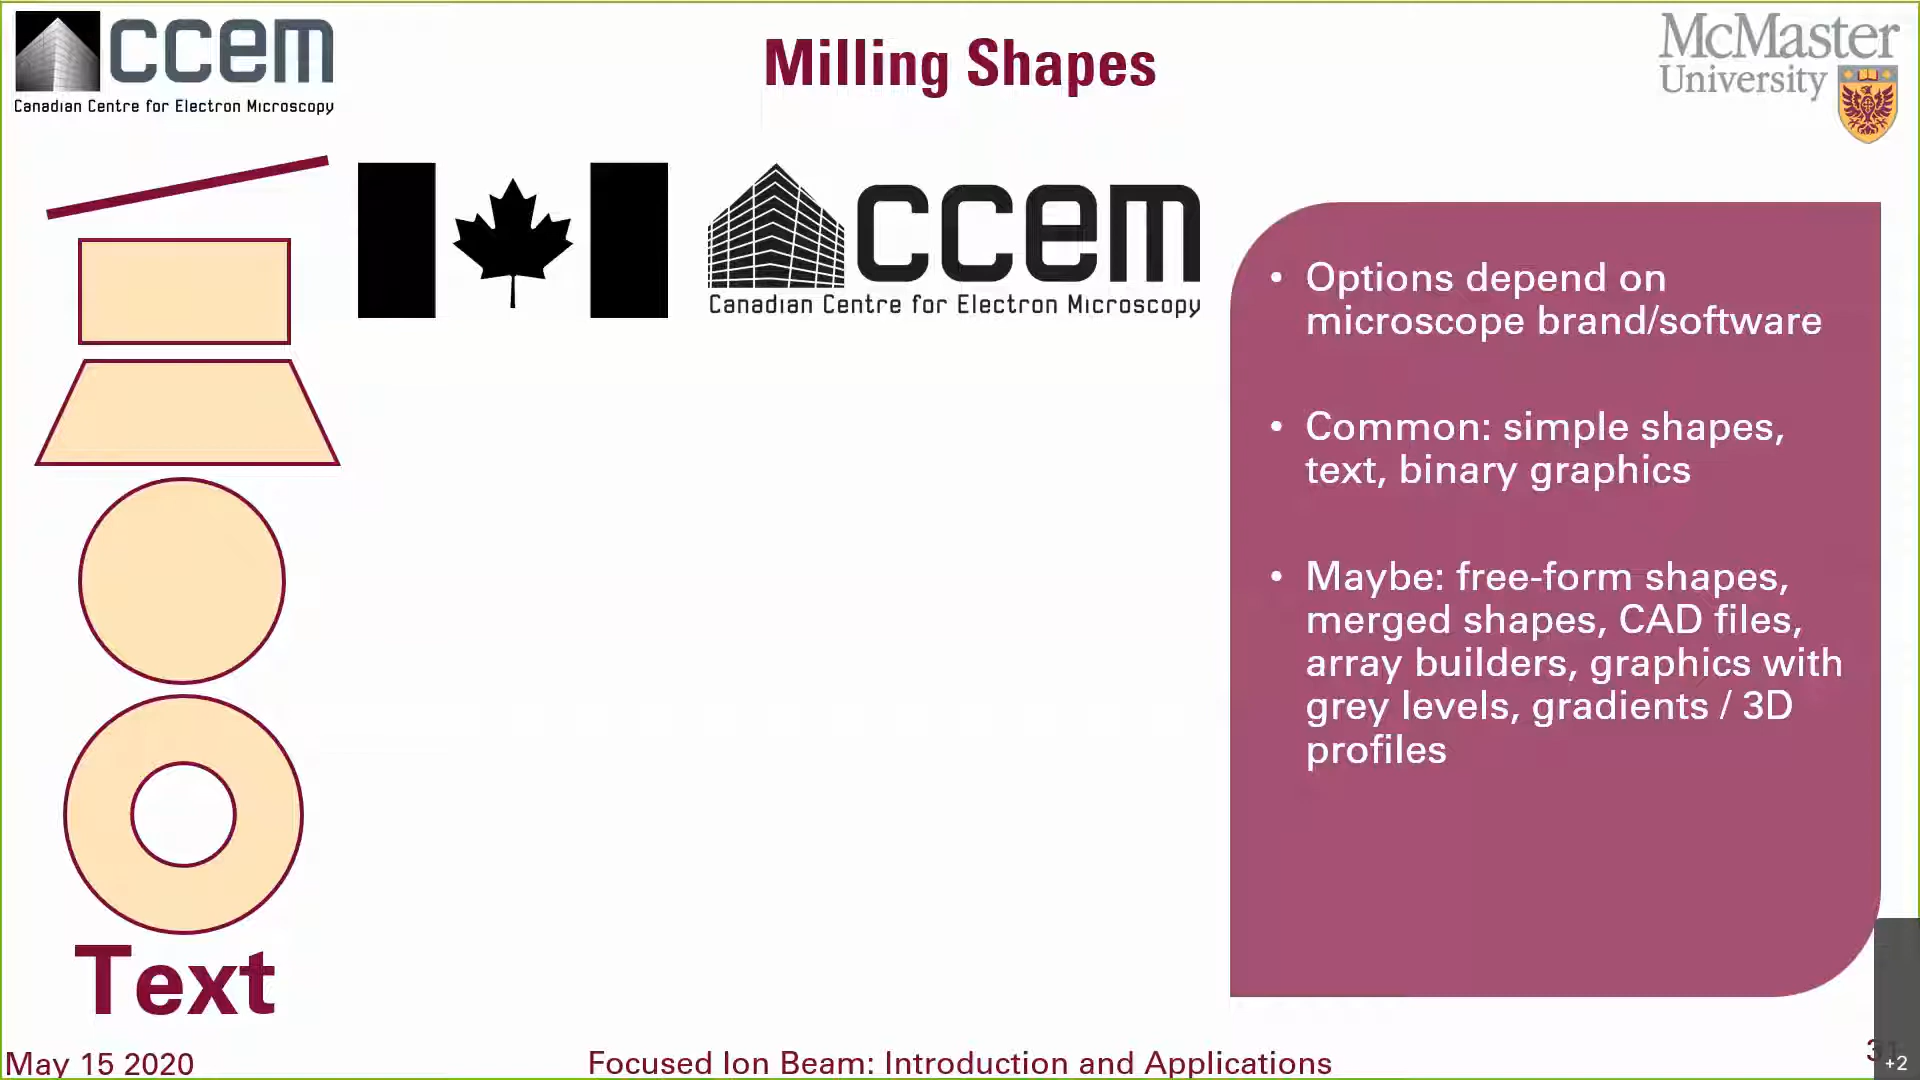 ccem
Canadian Centre for Electron Microscopy
Milling Shapes
McMaster
University
ccem
Canadian Centre for Electron Microscopy
• Options depend on
microscope brand/software
• Common: simple shapes,
text, binary graphics
• Maybe: free-form shapes,
merged shapes, CAD files,
array builders, graphics with
grey levels, gradients / 3D
profiles
Text
May 15 2020
Focused Ion Beam: Introduction and Applications
31
+2